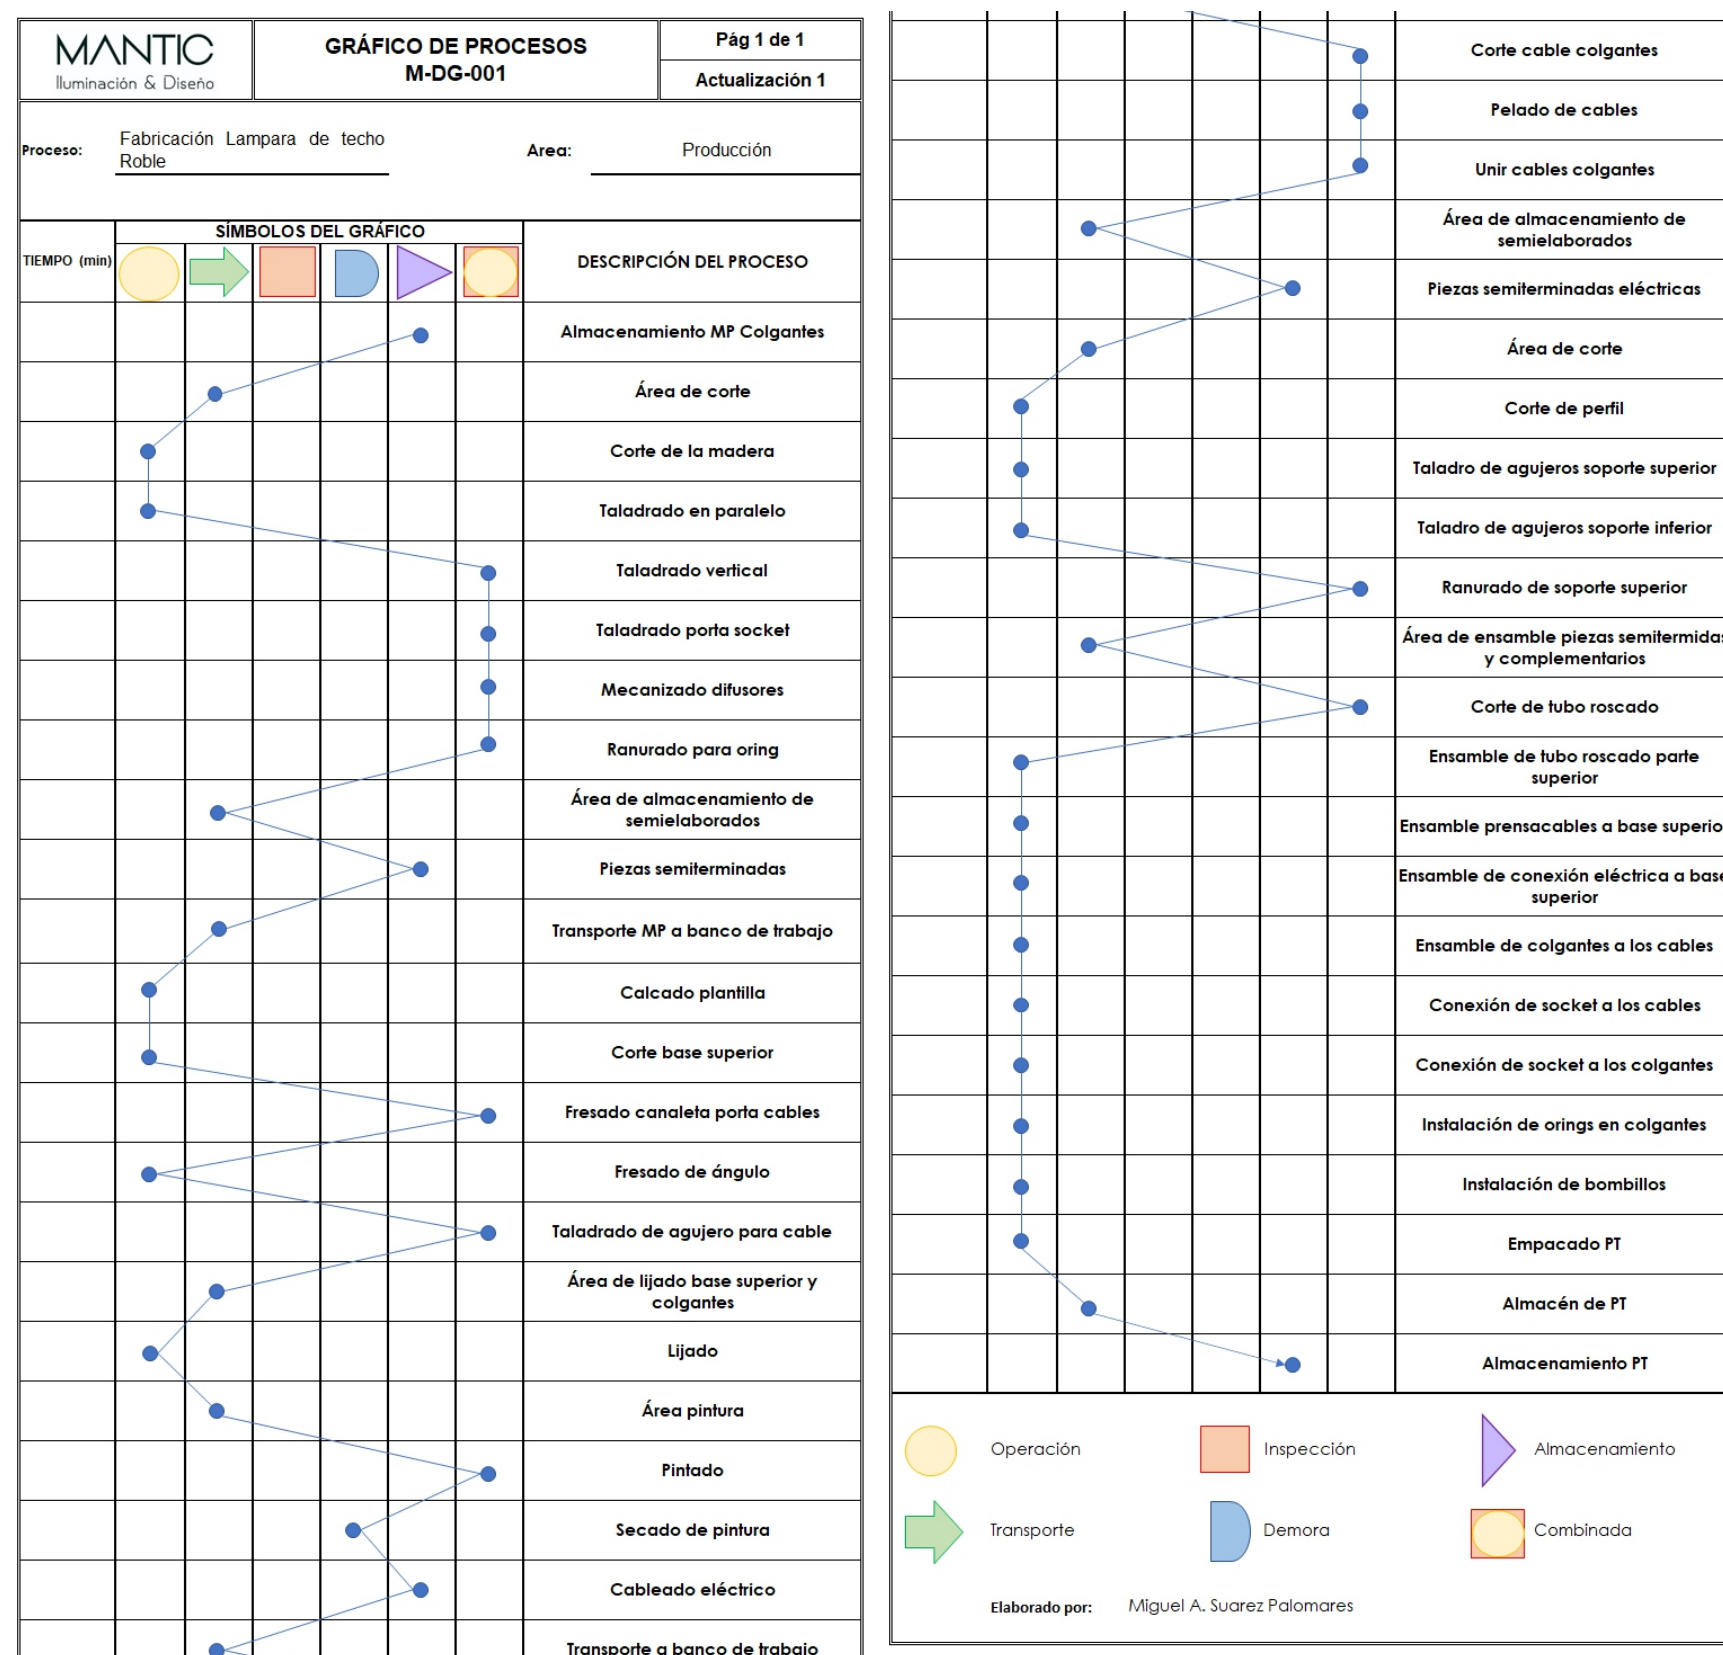 MANTIC
Iluminación & Diseño
GRÁFICO DE PROCESOS
M-DG-001
Pág 1 de 1
Actualización 1
Proceso:
Fabricación Lampara de techo
Roble
Area:
Producción
TIEMPO (min)
SÍMBOLOS DEL GRÁFICO
DESCRIPCIÓN DEL PROCESO
Almacenamiento MP Colgantes
Área de corte
Corte de la madera
Taladrado en paralelo
Taladrado vertical
Taladrado porta socket
Mecanizado difusores
Ranurado para oring
Área de almacenamiento de
semielaborados
Piezas semiterminadas
Transporte MP a banco de trabajo
Calcado plantilla
Corte base superior
Fresado canaleta porta cables
Fresado de ángulo
Taladrado de agujero para cable
Área de lijado base superior y
colgantes
Lijado
Área pintura
Pintado
Secado de pintura
Cableado eléctrico
Transporte a banco de trabajo
Corte cable colgantes
Pelado de cables
Unir cables colgantes
Área de almacenamiento de
semielaborados
Piezas semiterminadas eléctricas
Área de corte
Corte de perfil
Taladro de agujeros soporte superior
Taladro de agujeros soporte inferior
Ranurado de soporte superior
Área de ensamble piezas semitermidas
y complementarios
Corte de tubo roscado
Ensamble de tubo roscado parte
superior
Ensamble prensacables a base superio
Ensamble de conexión eléctrica a base
superior
Ensamble de colgantes a los cables
Conexión de socket a los cables
Conexión de socket a los colgantes
Instalación de orings en colgantes
Instalación de bombillos
Empacado PT
Almacén de PT
Almacenamiento PT
Operación
Inspección
Almacenamiento
Transporte
Demora
Combinada
Elaborado por:
Miguel A. Suarez Palomares